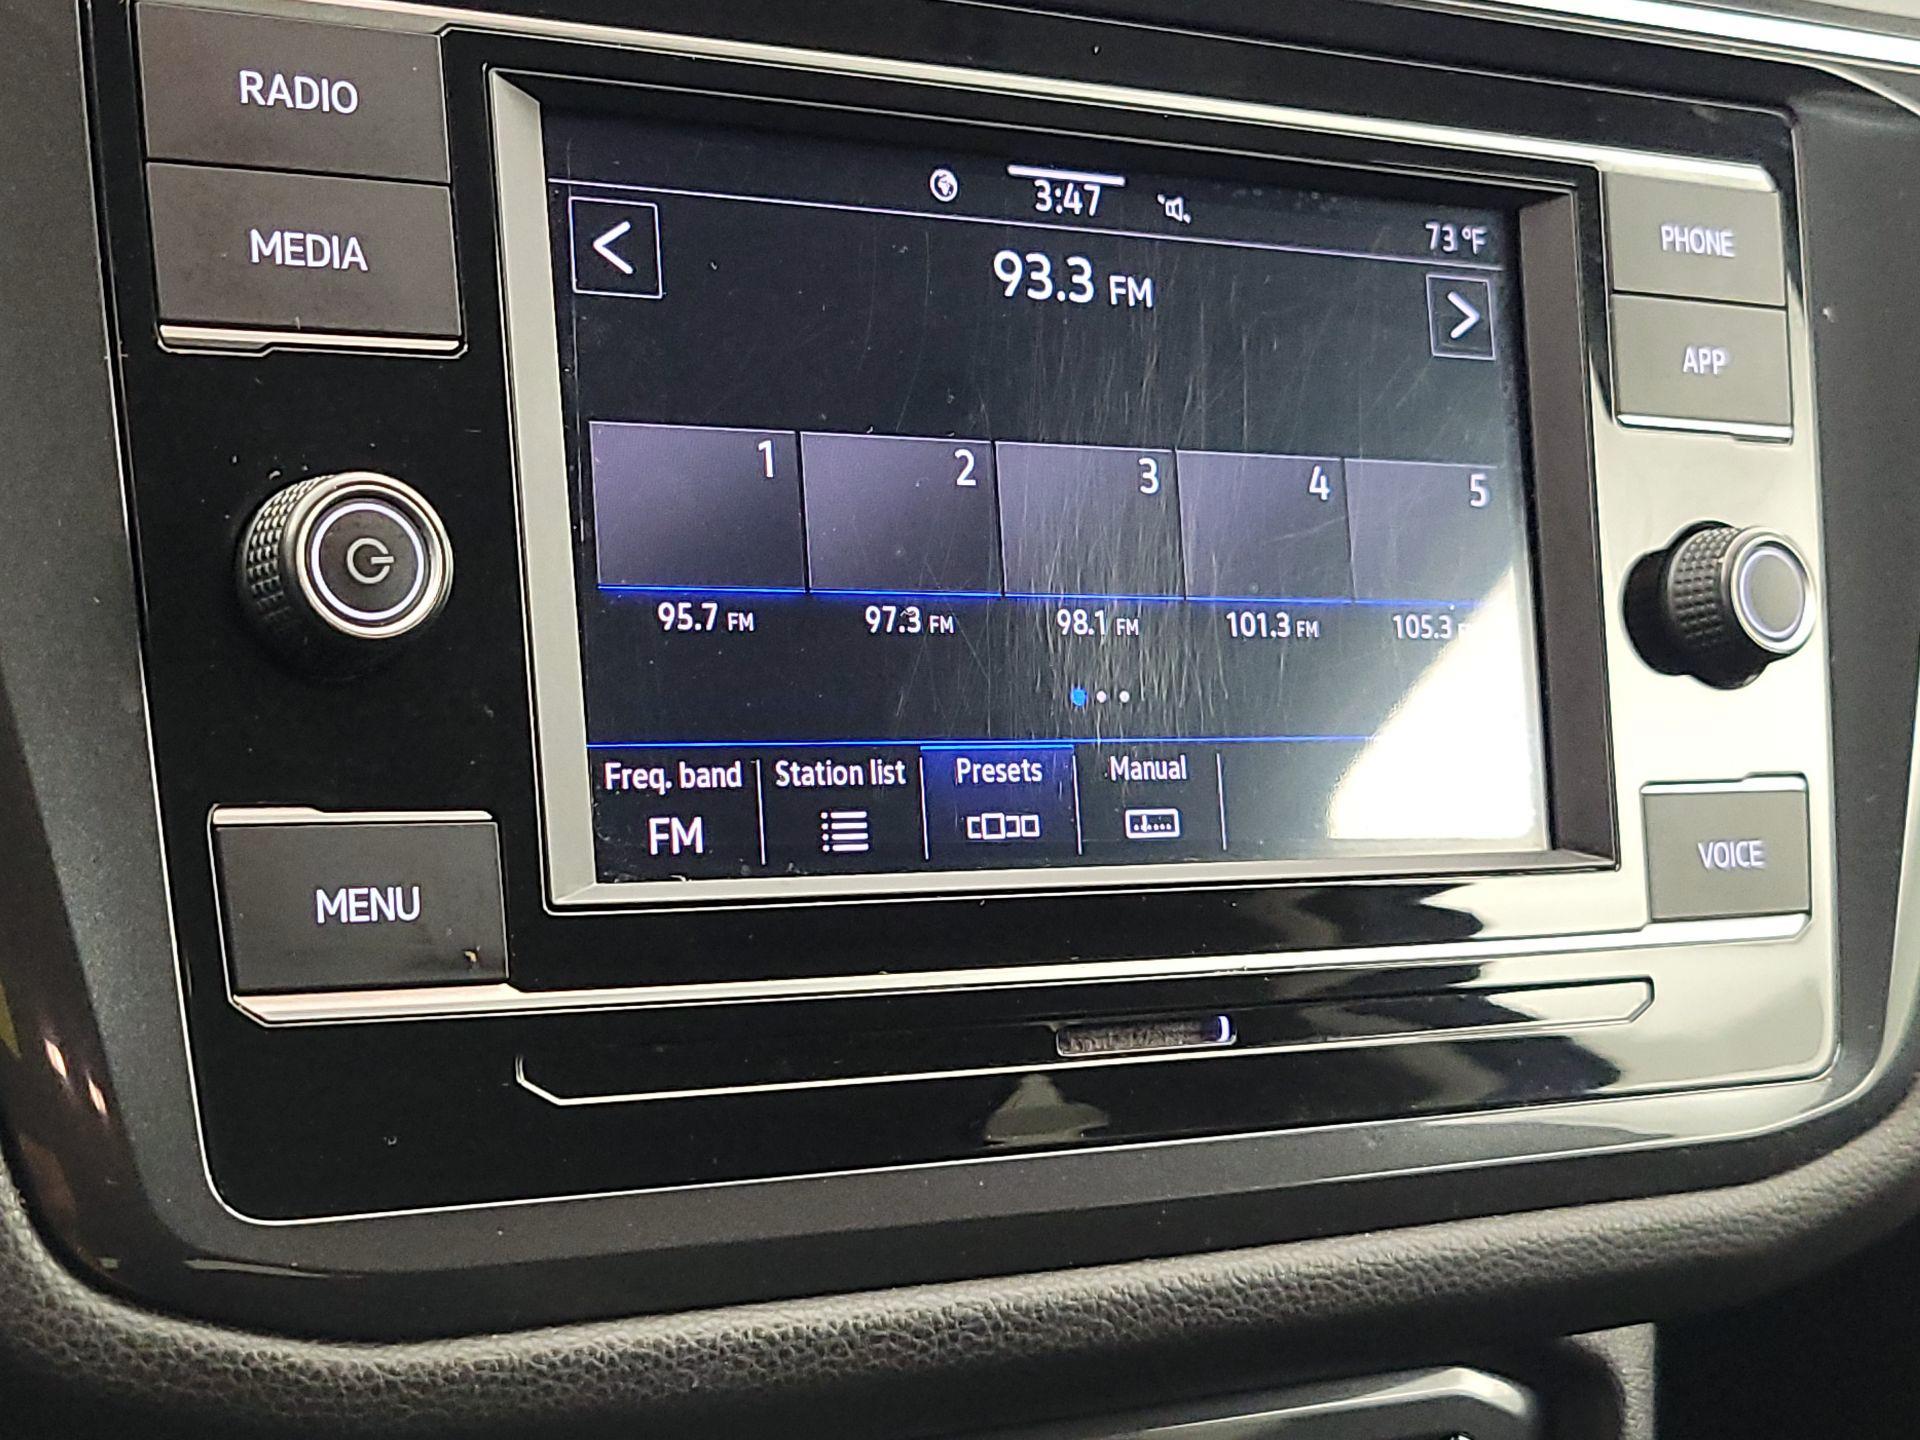 RADIO
MEDIA
MENU
3:47
73 °F
93.3 FM
1 2 3 4 5
95.7 FM 97.3 FM 98.1 FM 101.3 FM 105.3
Freq. band Station list Presets Manual
FM
PHONE
APP
VOICE